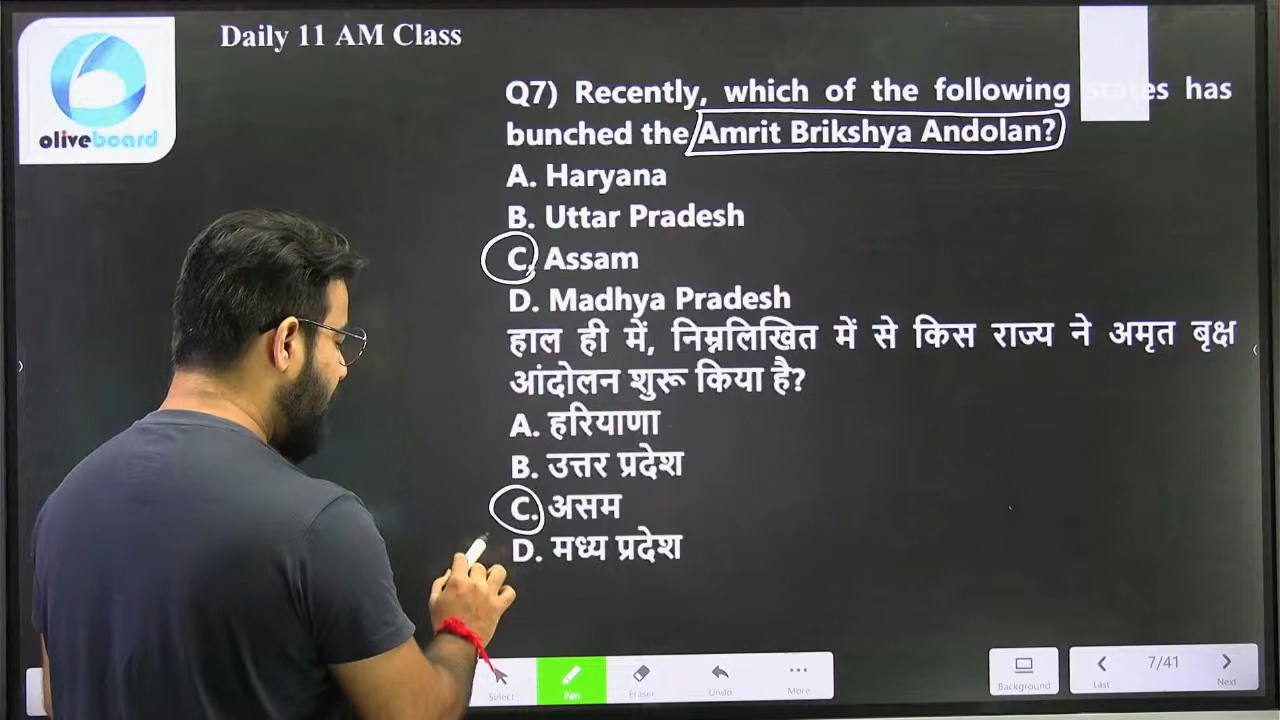 Daily 11 AM Class
oliveboard
Q7) Recently, which of the following states has
bunched the Amrit Brikshya Andolan?
A. Haryana
B. Uttar Pradesh
C. Assam
D. Madhya Pradesh
हाल ही में, निम्नलिखित में से किस राज्य ने अमृत बृक्ष
आंदोलन शुरू किया है?
A. हरियाणा
B. उत्तर प्रदेश
C. असम
D. मध्य प्रदेश
Select Pen Eraser Undo More Background Last 7/41 Next